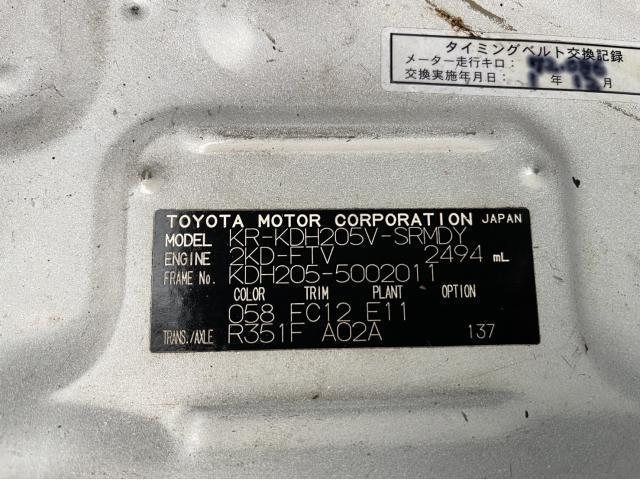 タイミングベルト交換記録
メーター走行キロ:
交換実施年月日: 1年 12月
TOYOTA MOTOR CORPORATION JAPAN
MODEL KR-KDH205V-SRMDY
ENGINE 2KD-FTV 2494 mL
FRAME No. KDH205-5002011
COLOR TRIM PLANT OPTION
058 FC12 E11
TRANS./AXLE R351F A02A 137